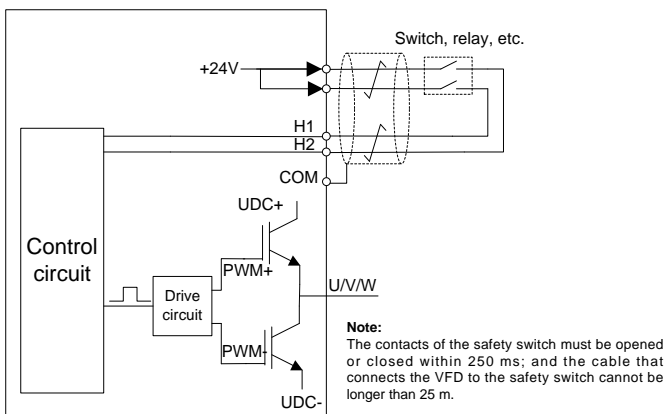 Switch, relay, etc.
+24V
H1
H2
COM
UDC+
Control
circuit
PWM+
U/V/W
Drive
circuit
PWM-
UDC-
Note:
The contacts of the safety switch must be opened
or closed within 250 ms; and the cable that
connects the VFD to the safety switch cannot be
longer than 25 m.